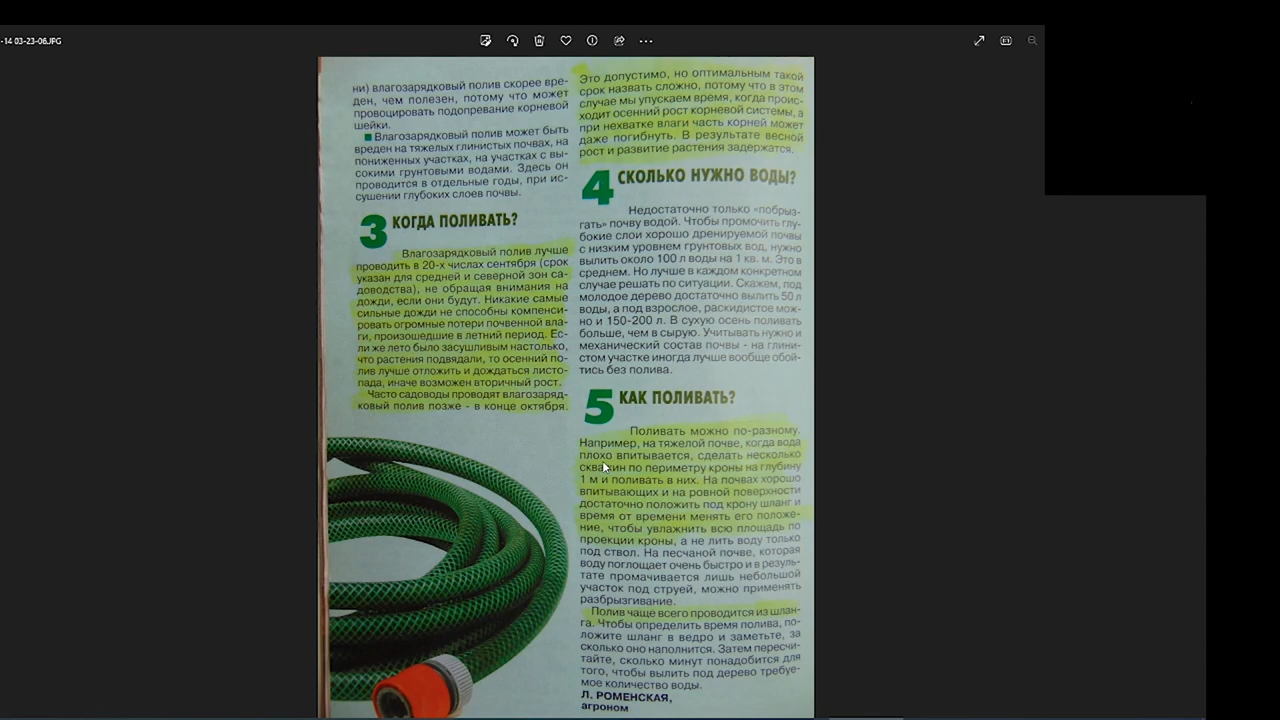 -14 03-23-06.JPG
ни) влагозарядковый полив скорее вре-
ден, чем полезен, потому что может
провоцировать подопревание корневой
шейки.
Влагозарядковый полив может быть
вреден на тяжелых глинистых почвах, на
пониженных участках, на участках с вы-
сокими грунтовыми водами. Здесь он
проводится в отдельные годы, при ис-
сушении глубоких слоев почвы.
3 КОГДА ПОЛИВАТЬ?
Влагозарядковый полив лучше
проводить в 20-х числах сентября (срок
указан для средней и северной зон са-
доводства), не обращая внимания на
дожди, если они будут. Никакие самые
сильные дожди не способны компенси-
ровать огромные потери почвенной вла-
ги, произошедшие в летний период. Ес-
ли же лето было засушливым настолько,
что растения подвядали, то осенний по-
лив лучше отложить и дождаться листо-
пада, иначе возможен вторичный рост.
Часто садоводы проводят влагозаряд-
ковый полив позже - в конце октября.
Это допустимо, но оптимальным такой
срок назвать сложно, потому что в этом
случае мы упускаем время, когда проис-
ходит осенний рост корневой системы, а
при нехватке влаги часть корней может
даже погибнуть. В результате весной
рост и развитие растения задержатся.
4 СКОЛЬКО НУЖНО ВОДЫ?
Недостаточно только «побрыз-
гать» почву водой. Чтобы промочить глу-
бокие слои хорошо дренируемой почвы
с низким уровнем грунтовых вод, нужно
вылить около 100 л воды на 1 кв. м. Это в
среднем. Но лучше в каждом конкретном
случае решать по ситуации. Скажем, под
молодое дерево достаточно вылить 50 л
воды, а под взрослое, раскидистое мож-
но и 150-200 л. В сухую осень поливать
больше, чем в сырую. Учитывать нужно и
механический состав почвы - на глини-
стом участке иногда лучше вообще обой-
тись без полива.
5 КАК ПОЛИВАТЬ?
Поливать можно по-разному.
Например, на тяжелой почве, когда вода
плохо впитывается, сделать несколько
скважин по периметру кроны на глубину
1 м и поливать в них. На почвах хорошо
впитывающих и на ровной поверхности
достаточно положить под крону шланг и
время от времени менять его положе-
ние, чтобы увлажнить всю площадь по
проекции кроны, а не лить воду только
под ствол. На песчаной почве, которая
воду поглощает очень быстро и в резуль-
тате промачивается лишь небольшой
участок под струей, можно применять
разбрызгивание.
Полив чаще всего проводится из шлан-
га. Чтобы определить время полива, по-
ложите шланг в ведро и заметьте, за
сколько оно наполнится. Затем пересчи-
тайте, сколько минут понадобится для
того, чтобы вылить под дерево требуе-
мое количество воды.
Л. РОМЕНСКАЯ,
агроном